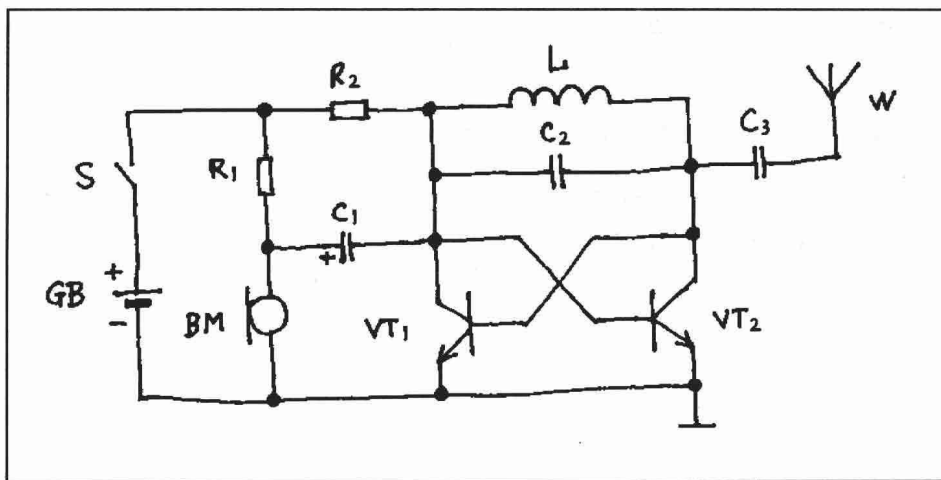 L
R₂
W
C₂
C₃
S
R₁
C₁
+
+
GB
-
BM
VT₁
VT₂